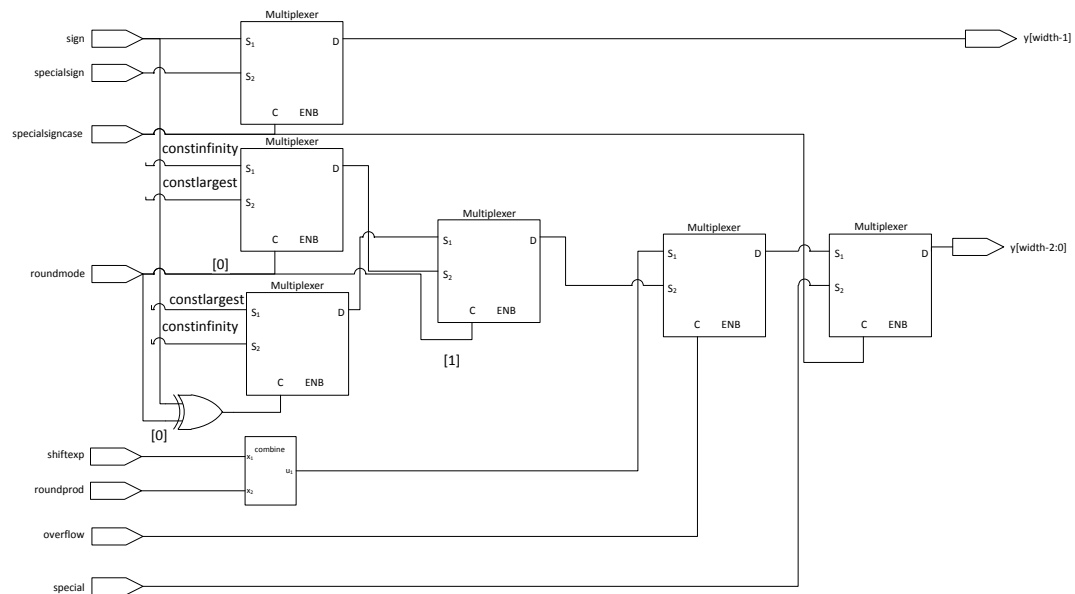 Multiplexer
sign
S1
D
y[width-1]
specialsign
S2
C ENB
specialsigncase
Multiplexer
constinfinity
S1
D
constlargest
S2
C ENB
Multiplexer
S1
D
S2
C ENB
[1]
Multiplexer
S1
D
S2
C ENB
Multiplexer
S1
D
y[width-2:0]
S2
C ENB
[0]
roundmode
Multiplexer
constlargest
S1
D
constinfinity
S2
C ENB
[0]
shiftexp
combine
x1
u1
roundprod
x2
overflow
special